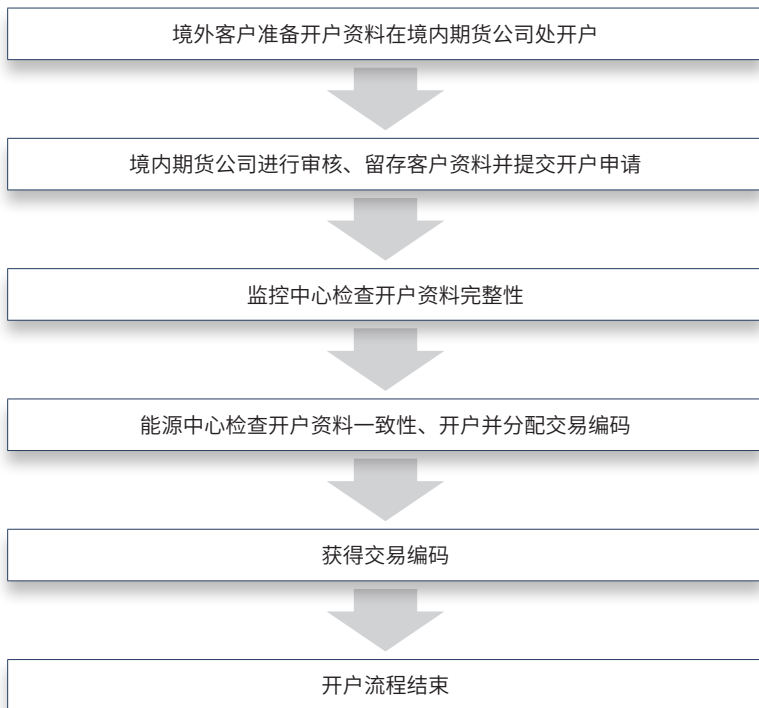 境外客户准备开户资料在境内期货公司处开户
境内期货公司进行审核、留存客户资料并提交开户申请
监控中心检查开户资料完整性
能源中心检查开户资料一致性、开户并分配交易编码
获得交易编码
开户流程结束